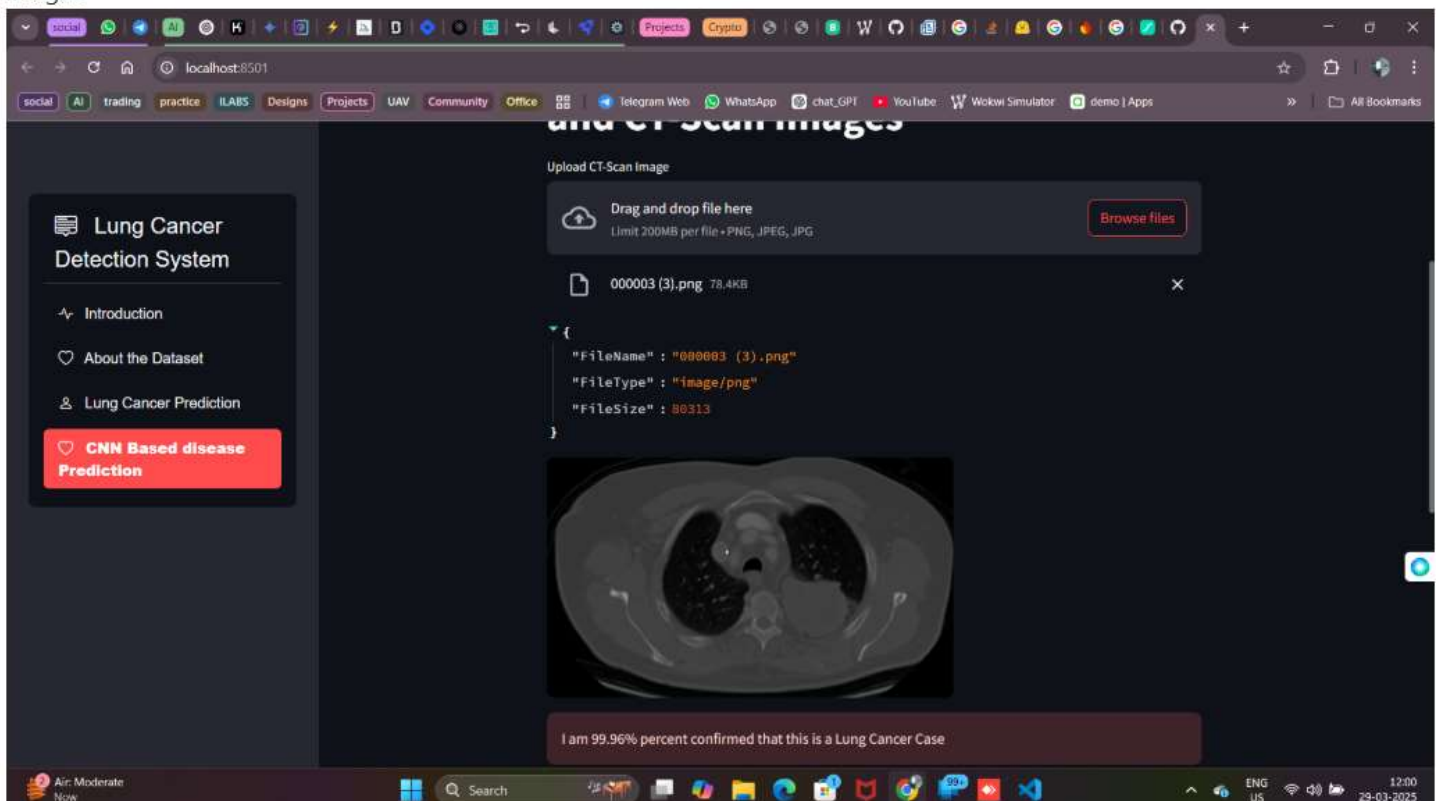 social
AI
Projects
Crypto
localhost:8501
social AI trading practice ILABS Designs Projects UAV Community Office Telegram Web WhatsApp chat_GPT YouTube Wokwi Simulator demo | Apps » All Bookmarks
and CT-Scan Images
Upload CT-Scan Image
Drag and drop file here
Limit 200MB per file • PNG, JPEG, JPG
Browse files
000003 (3).png 78.4KB
Lung Cancer
Detection System
Introduction
About the Dataset
Lung Cancer Prediction
CNN Based disease
Prediction
{
"FileName" : "000003 (3).png"
"FileType" : "image/png"
"FileSize" : 80313
}
I am 99.96% percent confirmed that this is a Lung Cancer Case
Air: Moderate
Now
Search
99+
ENG
US
12:00
29-03-2025